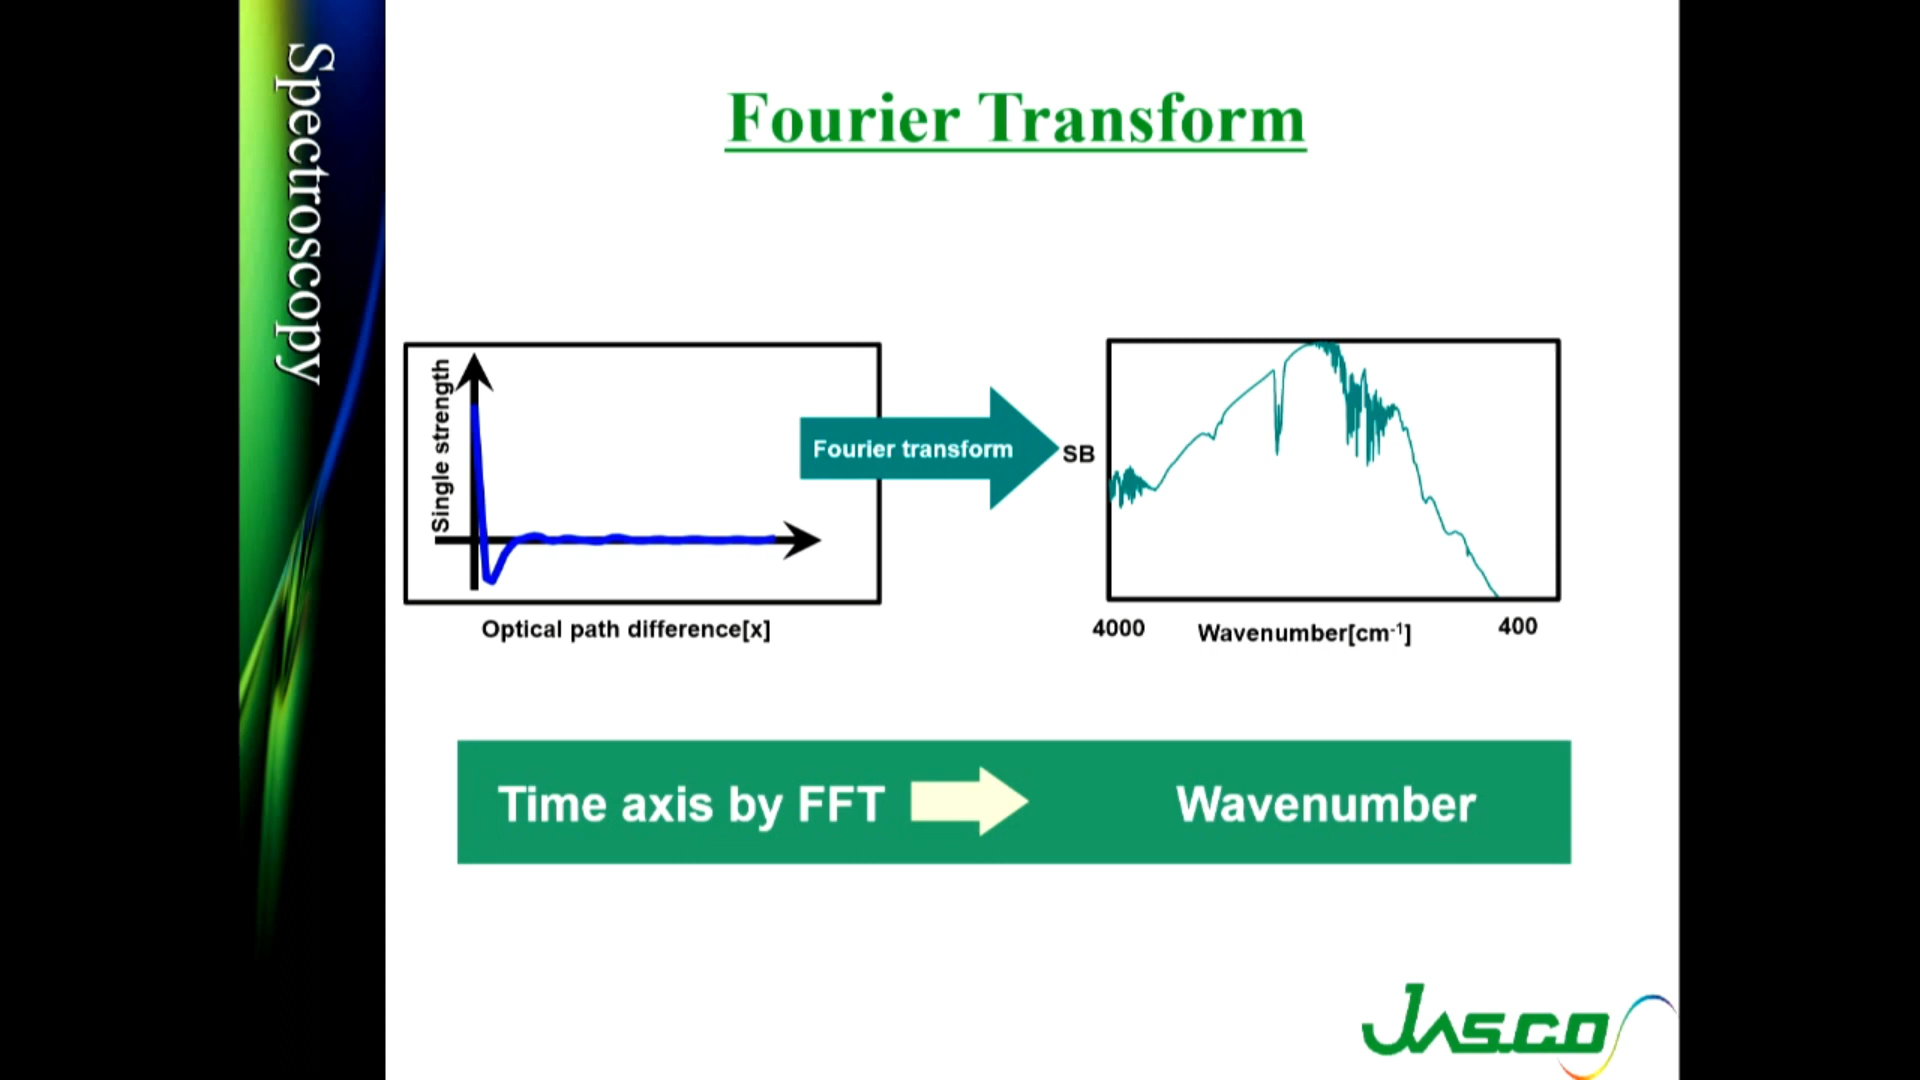 Spectroscopy
Fourier Transform
Single strength
Optical path difference[x]
Fourier transform
SB
4000
Wavenumber[cm⁻¹]
400
Time axis by FFT
Wavenumber
Jasco